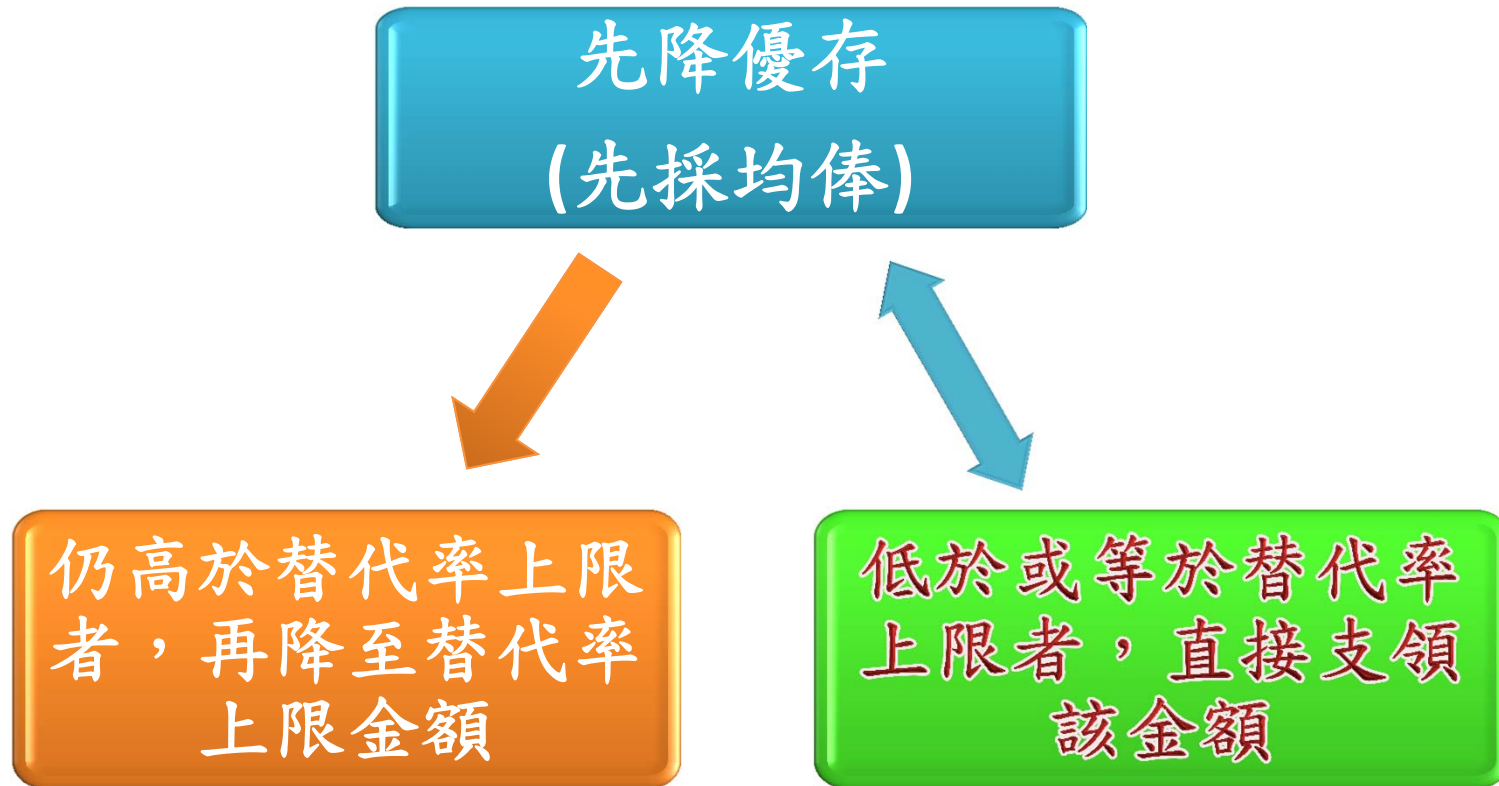 先降優存
(先採均俸)
仍高於替代率上限
者，再降至替代率
上限金額
低於或等於替代率
上限者，直接支領
該金額